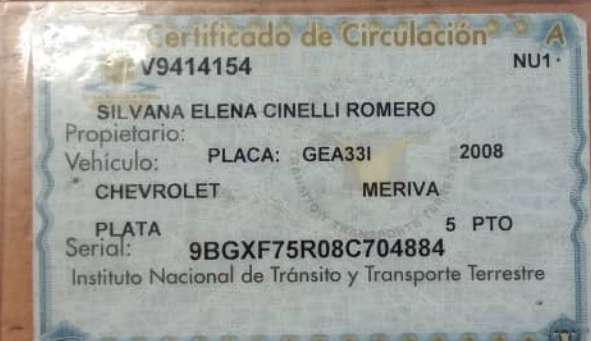 Certificado de Circulación
A
V9414154 NU1
SILVANA ELENA CINELLI ROMERO
Propietario:
Vehículo: PLACA: GEA33I 2008
CHEVROLET MERIVA
PLATA 5 PTO
Serial: 9BGXF75R08C704884
Instituto Nacional de Tránsito y Transporte Terrestre